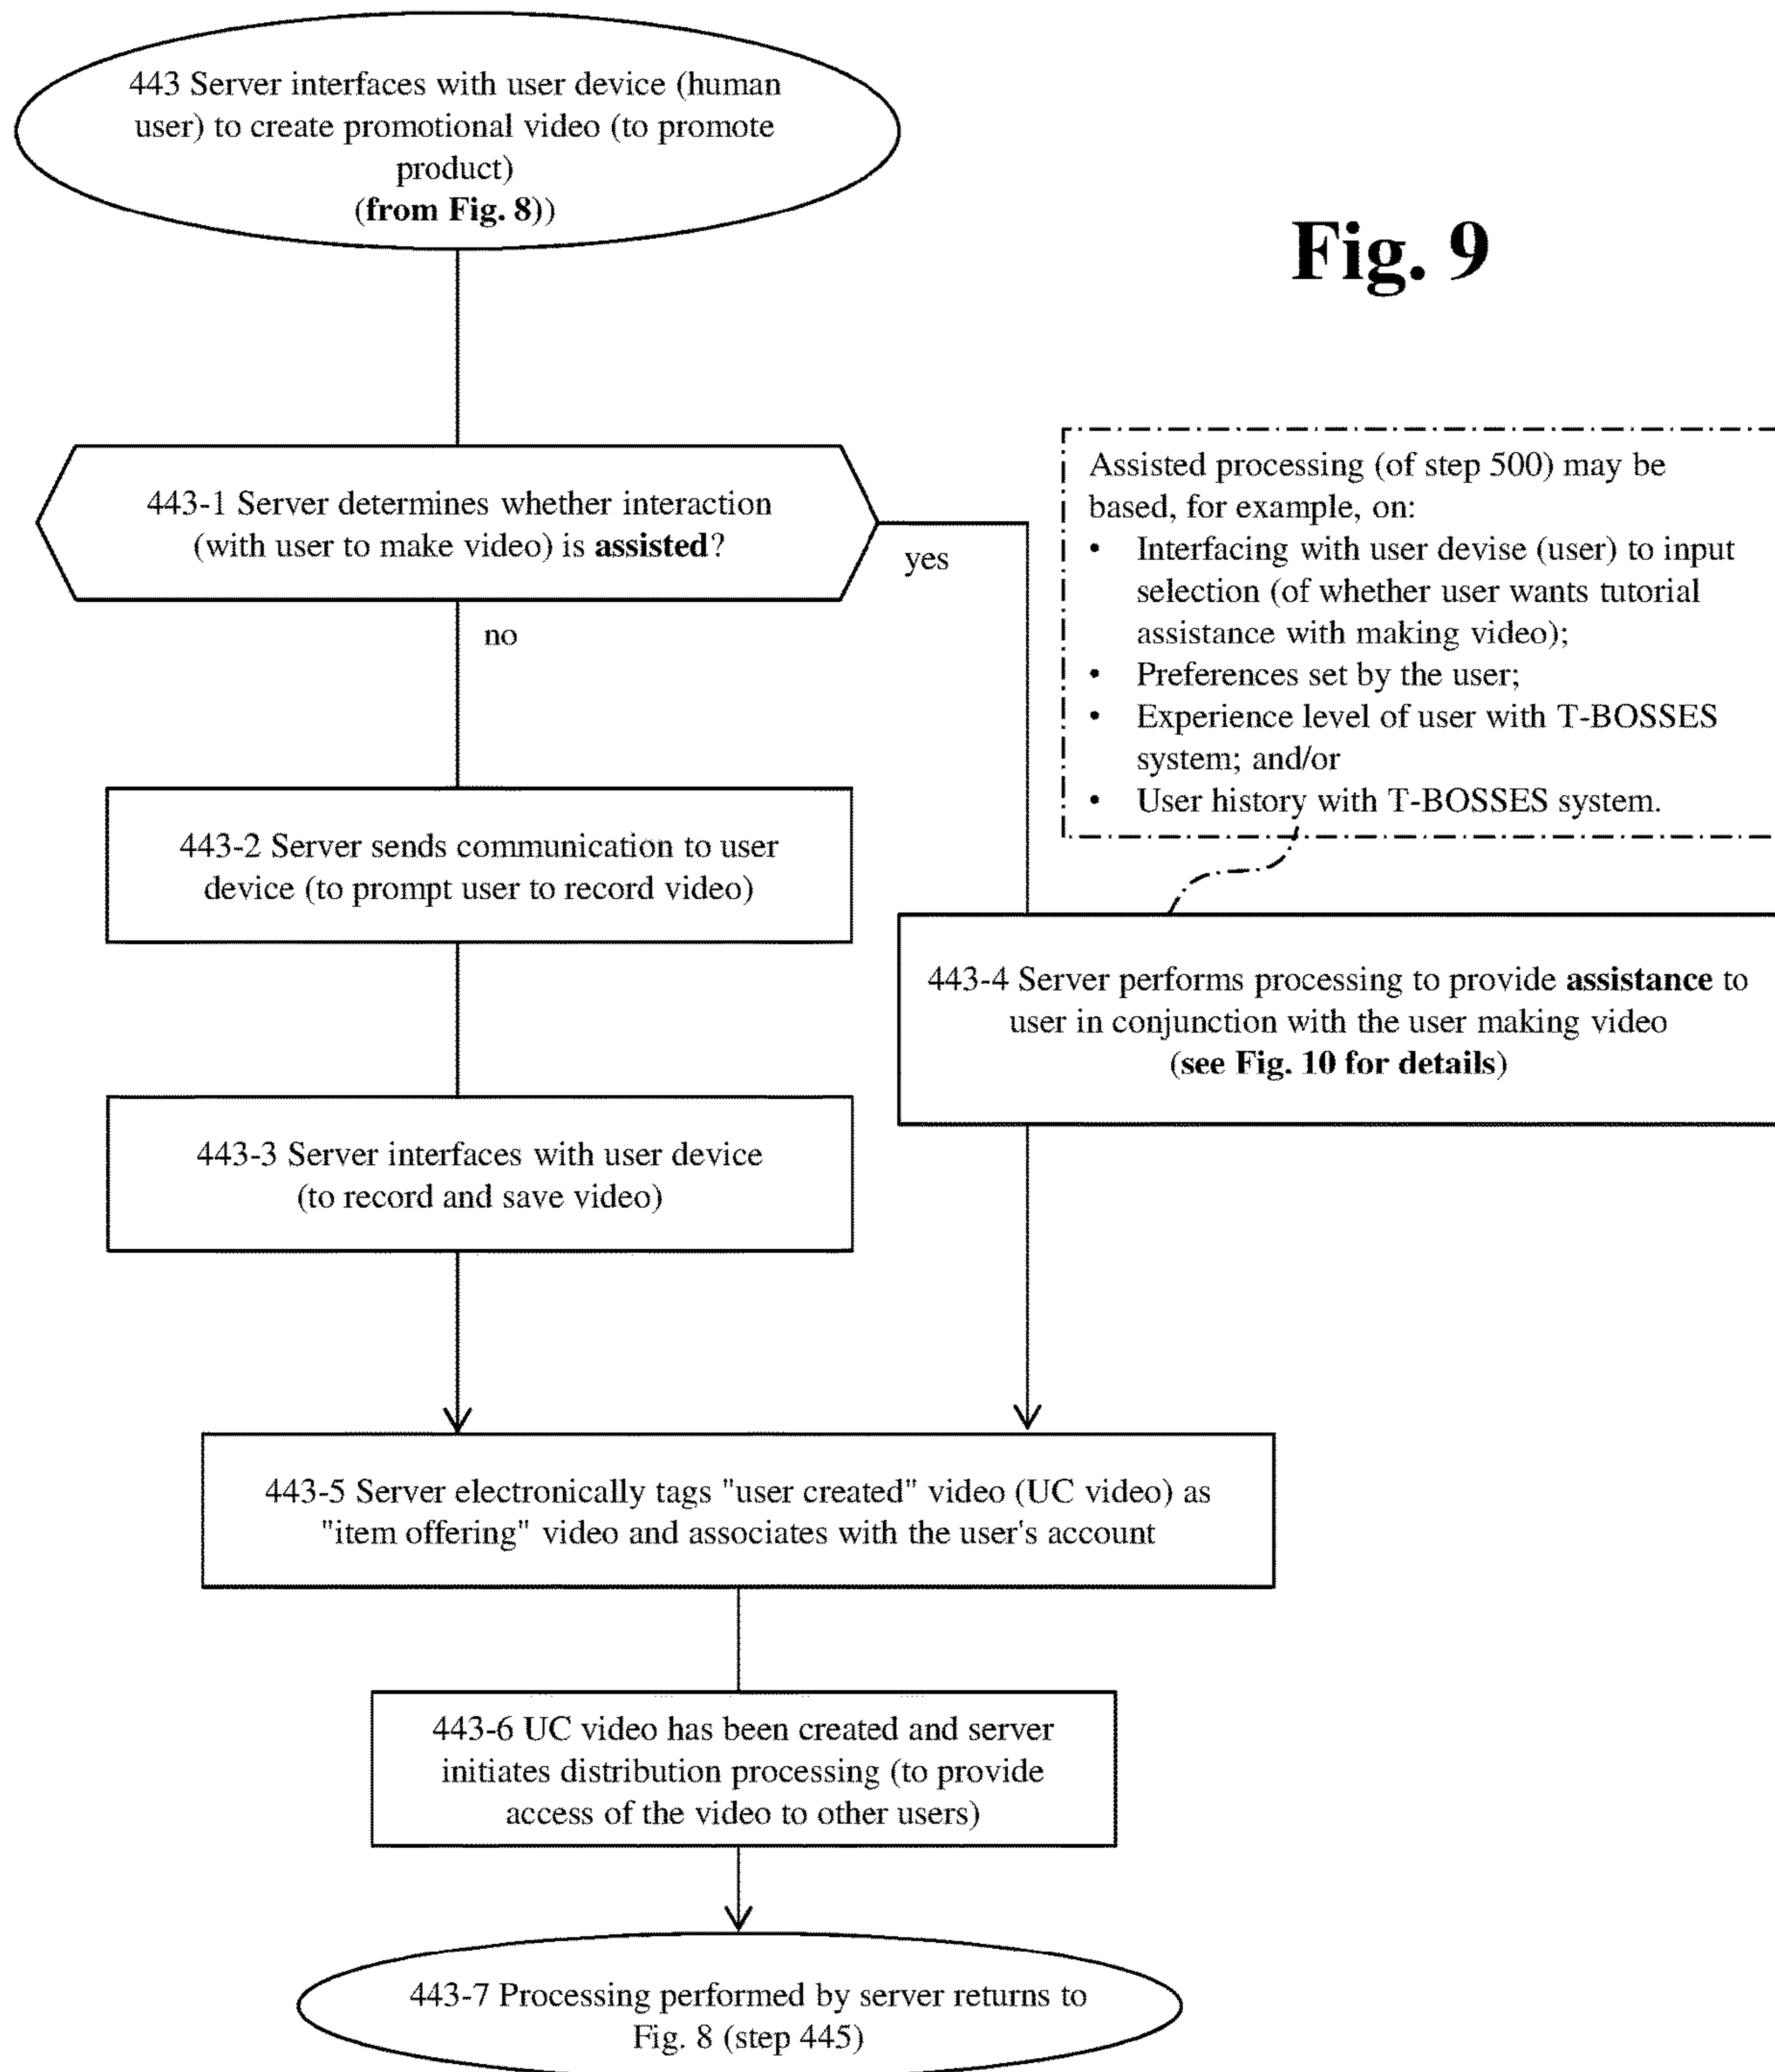 443 Server interfaces with user device (human
user) to create promotional video (to promote
product)
(from Fig. 8))
Fig. 9
443-1 Server determines whether interaction
(with user to make video) is assisted?
yes
no
Assisted processing (of step 500) may be
based, for example, on:
• Interfacing with user devise (user) to input
selection (of whether user wants tutorial
assistance with making video);
• Preferences set by the user;
• Experience level of user with T-BOSSES
system; and/or
• User history with T-BOSSES system.
443-2 Server sends communication to user
device (to prompt user to record video)
443-4 Server performs processing to provide assistance to
user in conjunction with the user making video
(see Fig. 10 for details)
443-3 Server interfaces with user device
(to record and save video)
443-5 Server electronically tags "user created" video (UC video) as
"item offering" video and associates with the user's account
443-6 UC video has been created and server
initiates distribution processing (to provide
access of the video to other users)
443-7 Processing performed by server returns to
Fig. 8 (step 445)